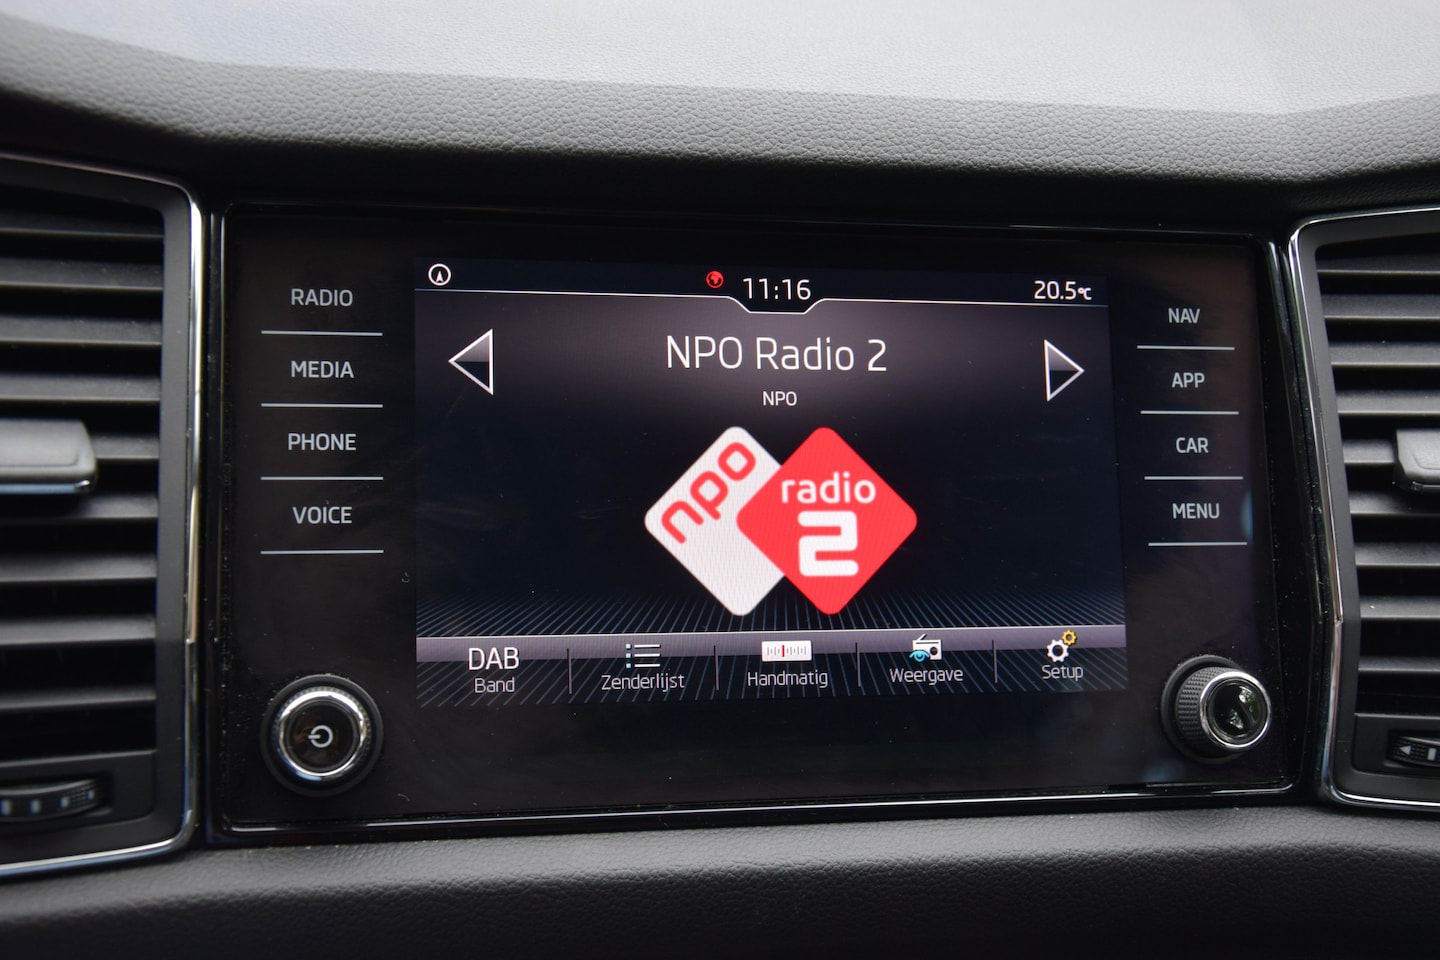 RADIO
MEDIA
PHONE
VOICE
11:16
20.5°C
NPO Radio 2
NPO
npo
radio
2
DAB
Band
Zenderlijst
Handmatig
Weergave
Setup
NAV
APP
CAR
MENU